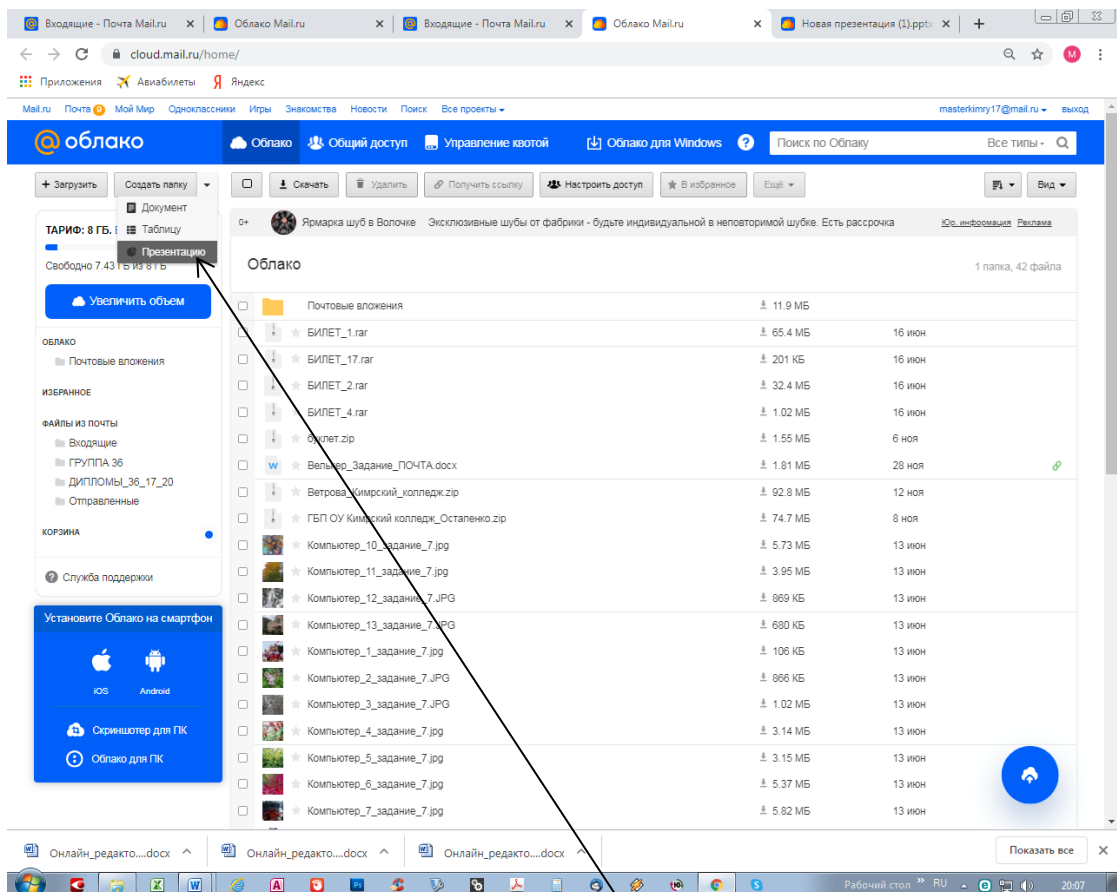 Входящие - Почта Mail.ru
Облако Mail.ru
Входящие - Почта Mail.ru
Облако Mail.ru
Новая презентация (1).pptx
cloud.mail.ru/home/
M
Приложения Авиабилеты Яндекс
Mail.ru Почта Мой Мир Одноклассники Игры Знакомства Новости Поиск Все проекты masterkimry17@mail.ru выход
облако Облако Общий доступ Управление квотой Облако для Windows ? Поиск по Облаку Все типы
+ Загрузить Создать папку Скачать Удалить Получить ссылку Настроить доступ В избранное Ещё Вид
Документ
Таблицу
Презентацию
ТАРИФ: 8 ГБ.
Свободно 7.43 ГБ из 8 ГБ
Увеличить объем
ОБЛАКО
Почтовые вложения
ИЗБРАННОЕ
ФАЙЛЫ ИЗ ПОЧТЫ
Входящие
ГРУППА 36
ДИПЛОМЫ_36_17_20
Отправленные
КОРЗИНА
Служба поддержки
Установите Облако на смартфон
iOS Android
Скриншотер для ПК
Облако для ПК
0+ Ярмарка шуб в Волочке Эксклюзивные шубы от фабрики - будьте индивидуальной в неповторимой шубке. Есть рассрочка Юр. информация Реклама
Облако 1 папка, 42 файла
Почтовые вложения 11.9 МБ
БИЛЕТ_1.rar 65.4 МБ 16 июн
БИЛЕТ_17.rar 201 КБ 16 июн
БИЛЕТ_2.rar 32.4 МБ 16 июн
БИЛЕТ_4.rar 1.02 МБ 16 июн
буклет.zip 1.55 МБ 6 ноя
W Велькер_Задание_ПОЧТА.docx 1.81 МБ 28 ноя
Ветрова_Кимрский_колледж.zip 92.8 МБ 12 ноя
ГБП ОУ Кимрский колледж_Остапенко.zip 74.7 МБ 8 ноя
Компьютер_10_задание_7.jpg 5.73 МБ 13 июн
Компьютер_11_задание_7.jpg 3.95 МБ 13 июн
Компьютер_12_задание_7.JPG 869 КБ 13 июн
Компьютер_13_задание_7.JPG 680 КБ 13 июн
Компьютер_1_задание_7.jpg 106 КБ 13 июн
Компьютер_2_задание_7.JPG 866 КБ 13 июн
Компьютер_3_задание_7.JPG 1.02 МБ 13 июн
Компьютер_4_задание_7.jpg 3.14 МБ 13 июн
Компьютер_5_задание_7.jpg 3.15 МБ 13 июн
Компьютер_6_задание_7.jpg 5.37 МБ 13 июн
Компьютер_7_задание_7.jpg 5.82 МБ 13 июн
Онлайн_редакто....docx Онлайн_редакто....docx Онлайн_редакто....docx Показать все
Рабочий стол » RU 20:07